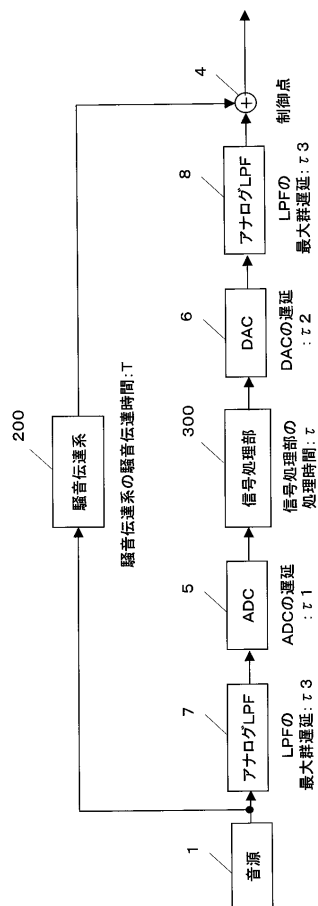 200
騒音伝達系
騒音伝達系の騒音伝達時間:T
1
音源
7
アナログLPF
LPFの
最大群遅延:τ3
5
ADC
ADCの遅延
:τ1
300
信号処理部
信号処理部の
処理時間:τ
6
DAC
DACの遅延
:τ2
8
アナログLPF
LPFの
最大群遅延:τ3
4
+
制御点